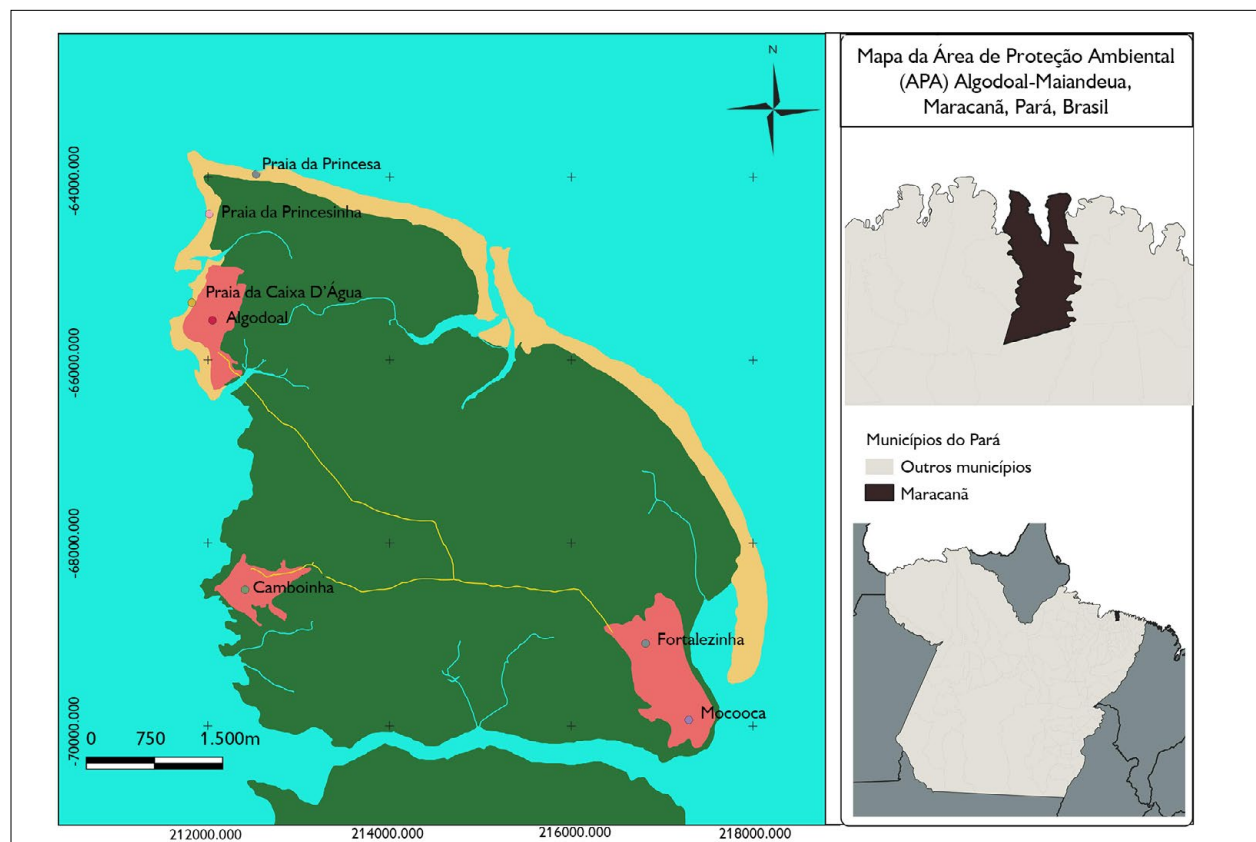 Mapa da Área de Proteção Ambiental
(APA) Algodoal-Maiandeua,
Maracanã, Pará, Brasil
N
Praia da Princesa
Praia da Princesinha
Praia da Caixa D'Água
Algodoal
Camboinha
Fortalezinha
Mocooca
-64000.000
-66000.000
-68000.000
-70000.000
0 750 1.500m
212000.000 214000.000 216000.000 218000.000
Municípios do Pará
Outros municípios
Maracanã